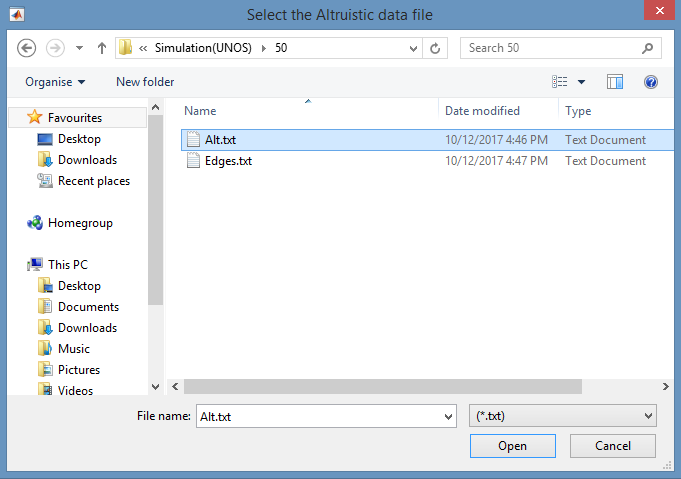 Select the Altruistic data file
« Simulation(UNOS) 50
Search 50
Organise New folder
Name Date modified Type
Favourites
Desktop
Downloads
Recent places
Homegroup
This PC
Desktop
Documents
Downloads
Music
Pictures
Videos
Alt.txt 10/12/2017 4:46 PM Text Document
Edges.txt 10/12/2017 4:47 PM Text Document
File name: Alt.txt (*.txt)
Open Cancel